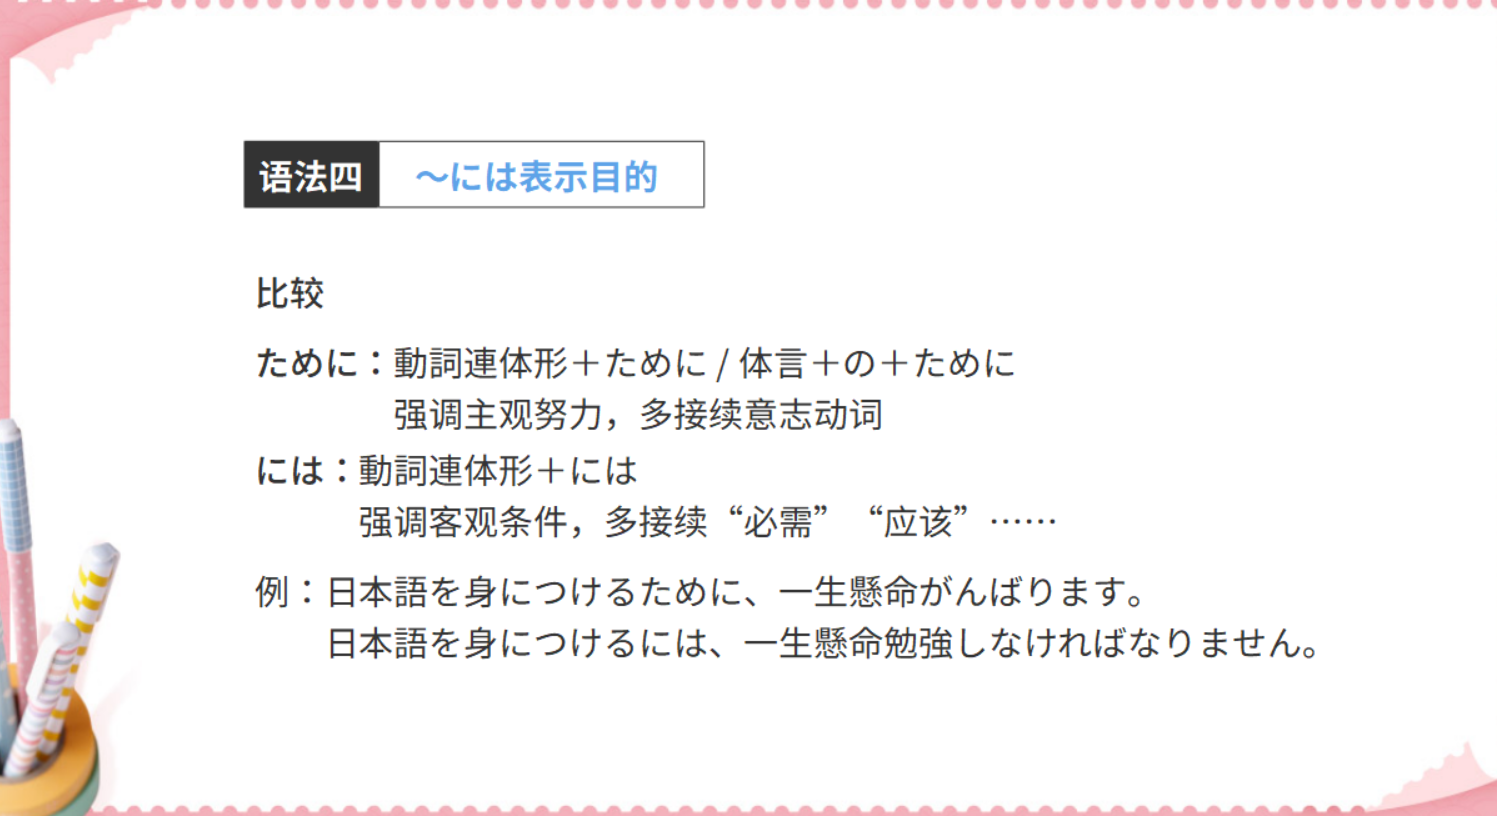 语法四 ～には表示目的
比较
ために：動詞連体形＋ために / 体言＋の＋ために
强调主观努力，多接续意志动词
には：動詞連体形＋には
强调客观条件，多接续“必需” “应该”……
例：日本語を身につけるために、一生懸命がんばります。
日本語を身につけるには、一生懸命勉強しなければなりません。